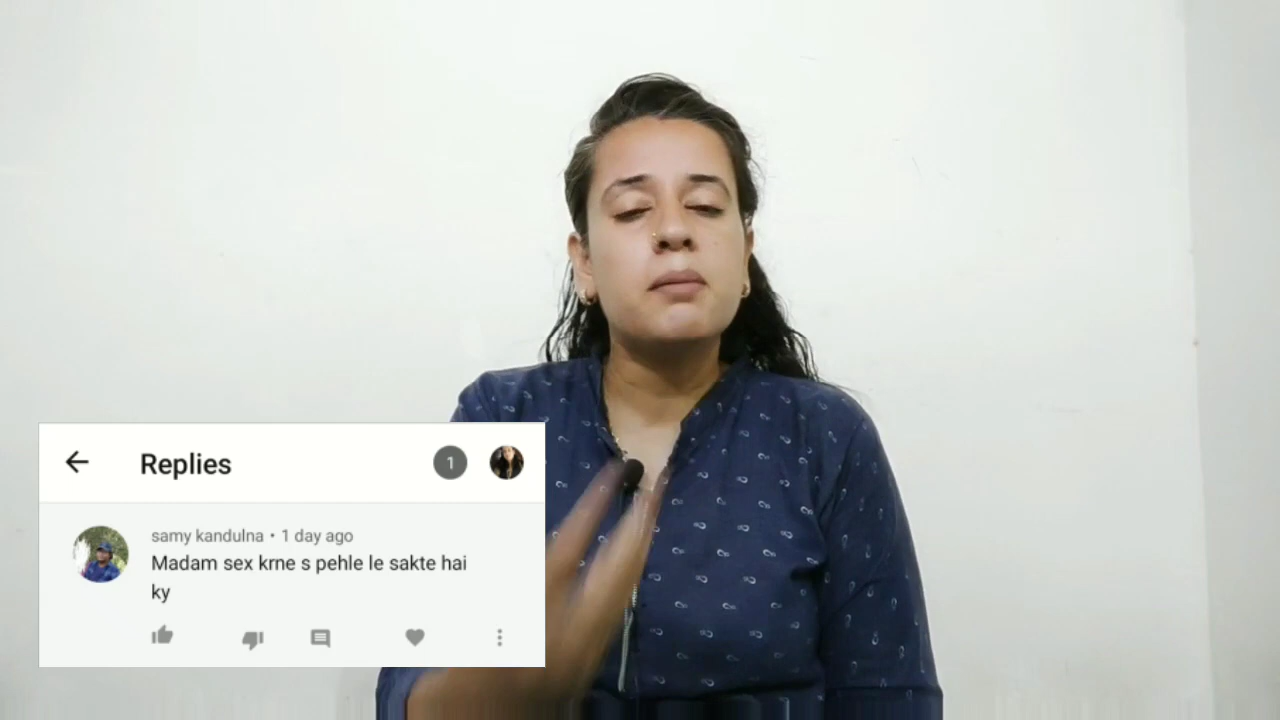 Replies
1
samy kandulna • 1 day ago
Madam sex krne s pehle le sakte hai
ky